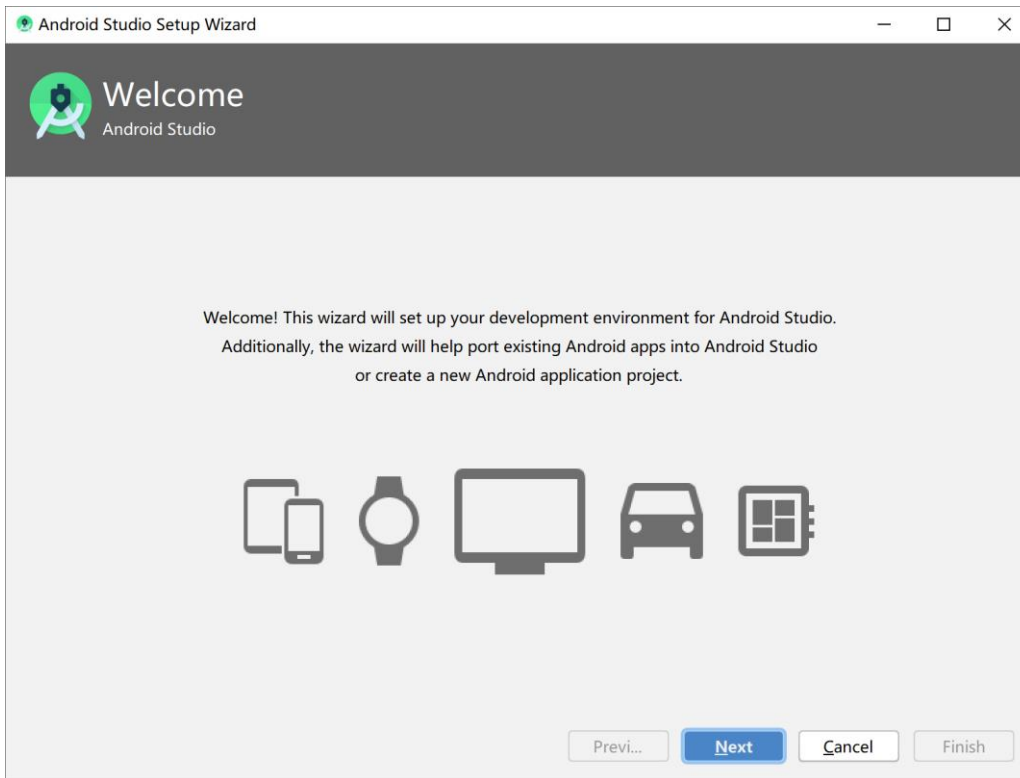 Android Studio Setup Wizard
Welcome
Android Studio
Welcome! This wizard will set up your development environment for Android Studio.
Additionally, the wizard will help port existing Android apps into Android Studio
or create a new Android application project.
Previ... Next Cancel Finish